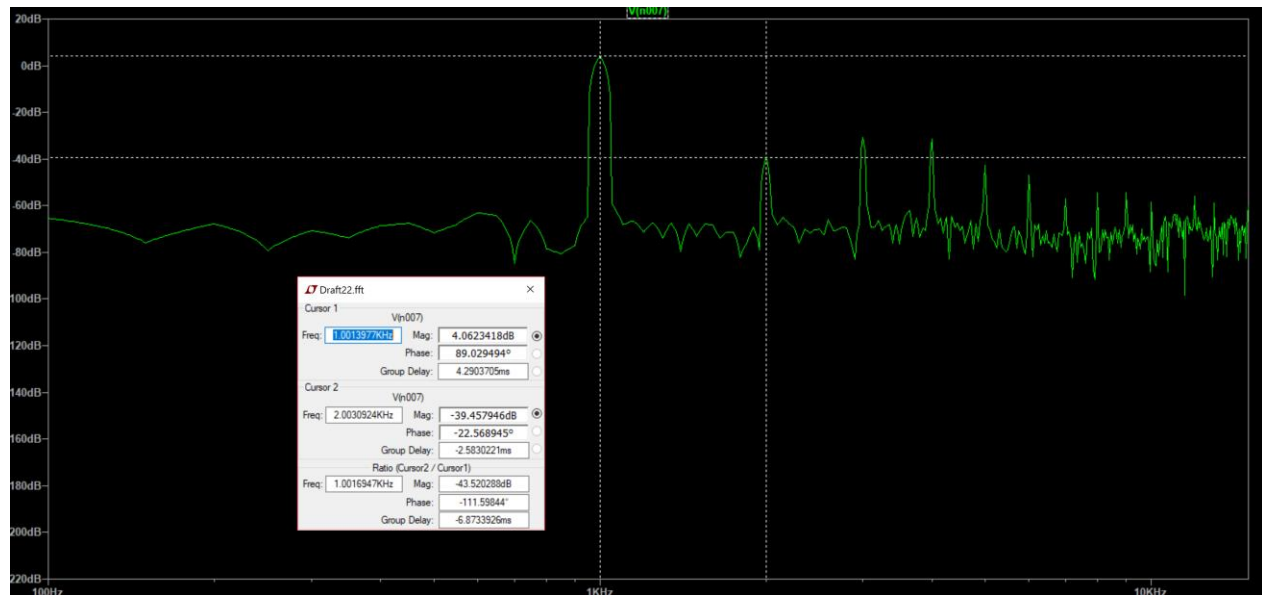 V(n007)
20dB
0dB
-20dB
-40dB
-60dB
-80dB
-100dB
-120dB
-140dB
-160dB
-180dB
-200dB
-220dB
100Hz
1KHz
10KHz
Draft22.fft
Cursor 1
V(n007)
Freq: 1.0013977KHz Mag: 4.0623418dB
Phase: 89.029494°
Group Delay: 4.2903705ms
Cursor 2
V(n007)
Freq: 2.0030924KHz Mag: -39.457946dB
Phase: -22.568945°
Group Delay: -2.5830221ms
Ratio (Cursor2 / Cursor1)
Freq: 1.0016947KHz Mag: -43.520288dB
Phase: -111.59844°
Group Delay: -6.8733926ms